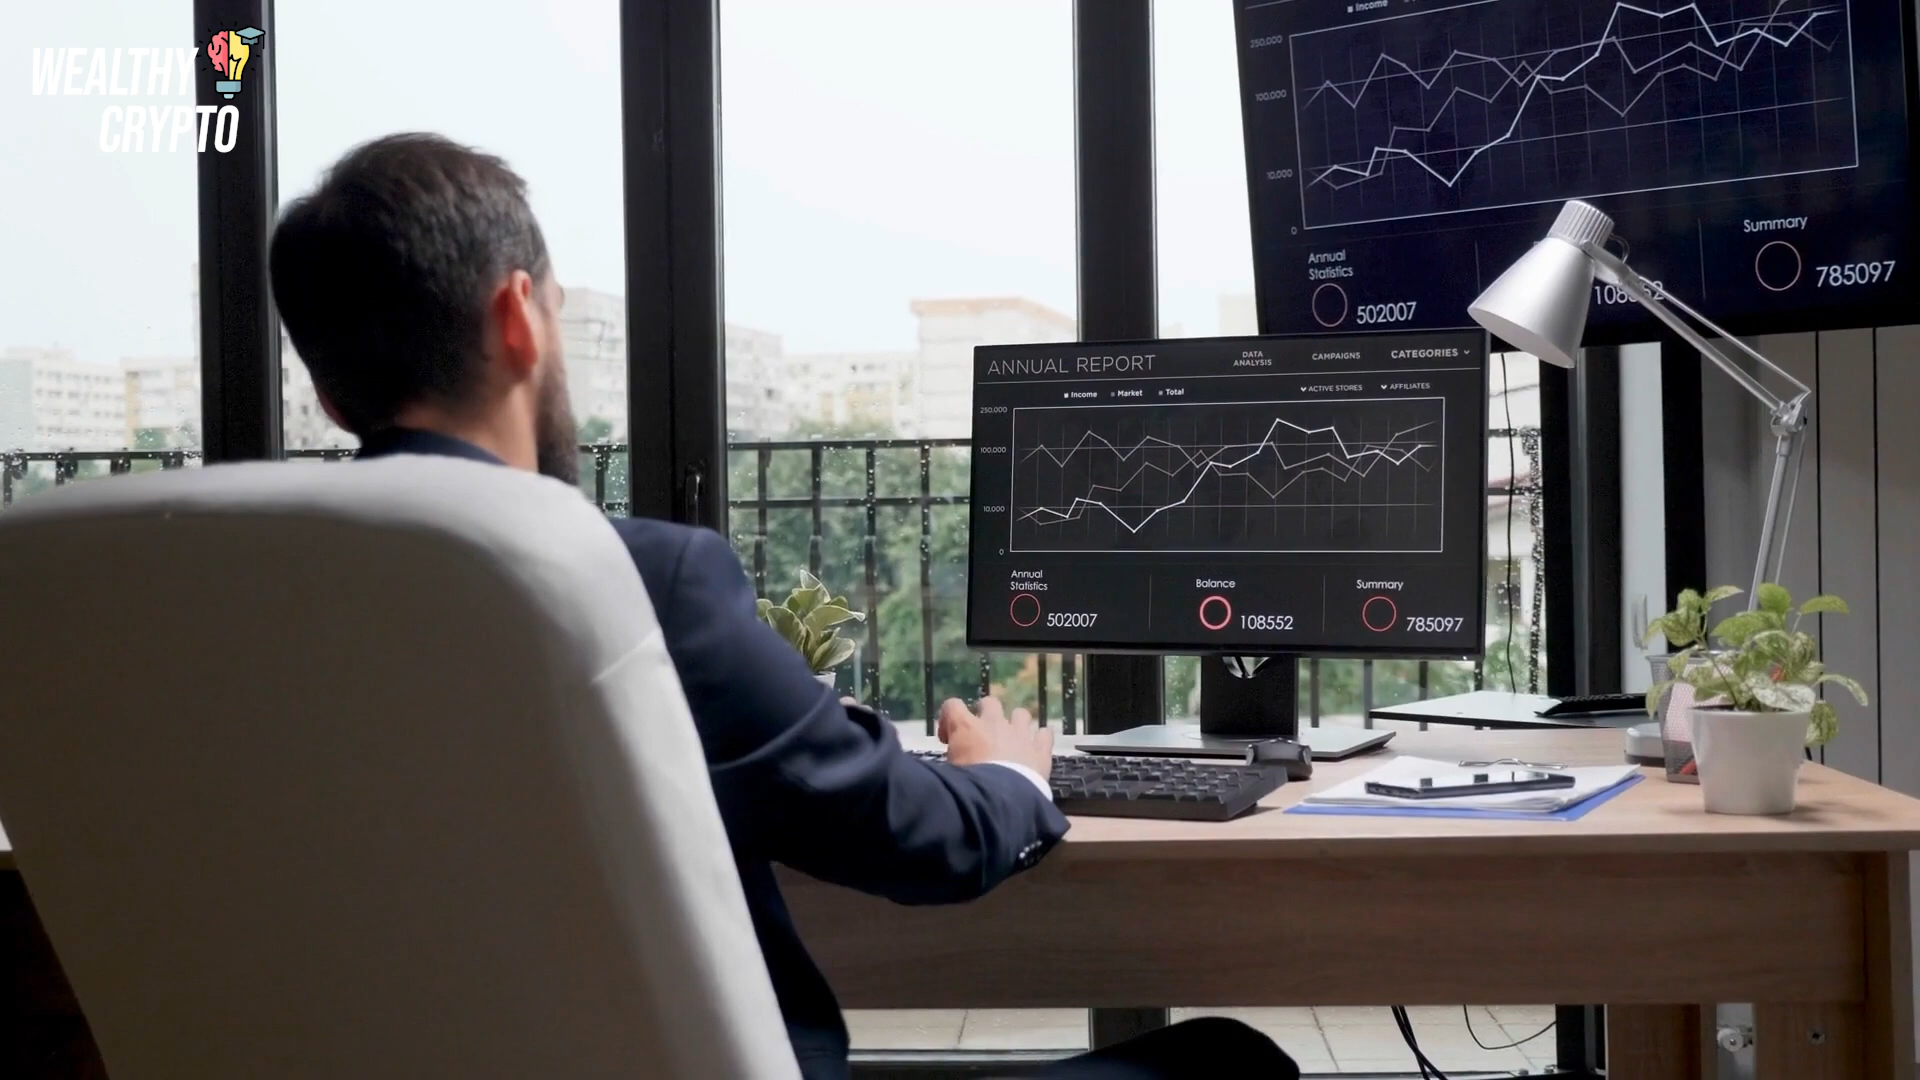 WEALTHY
CRYPTO
Income
250,000
100,000
10,000
0
Annual
Statistics
502007
Summary
785097
ANNUAL REPORT
DATA
ANALYSIS
CAMPAIGNS
CATEGORIES
Income Market Total
ACTIVE STORES
AFFILIATES
250,000
100,000
10,000
0
Annual
Statistics
502007
Balance
108552
Summary
785097